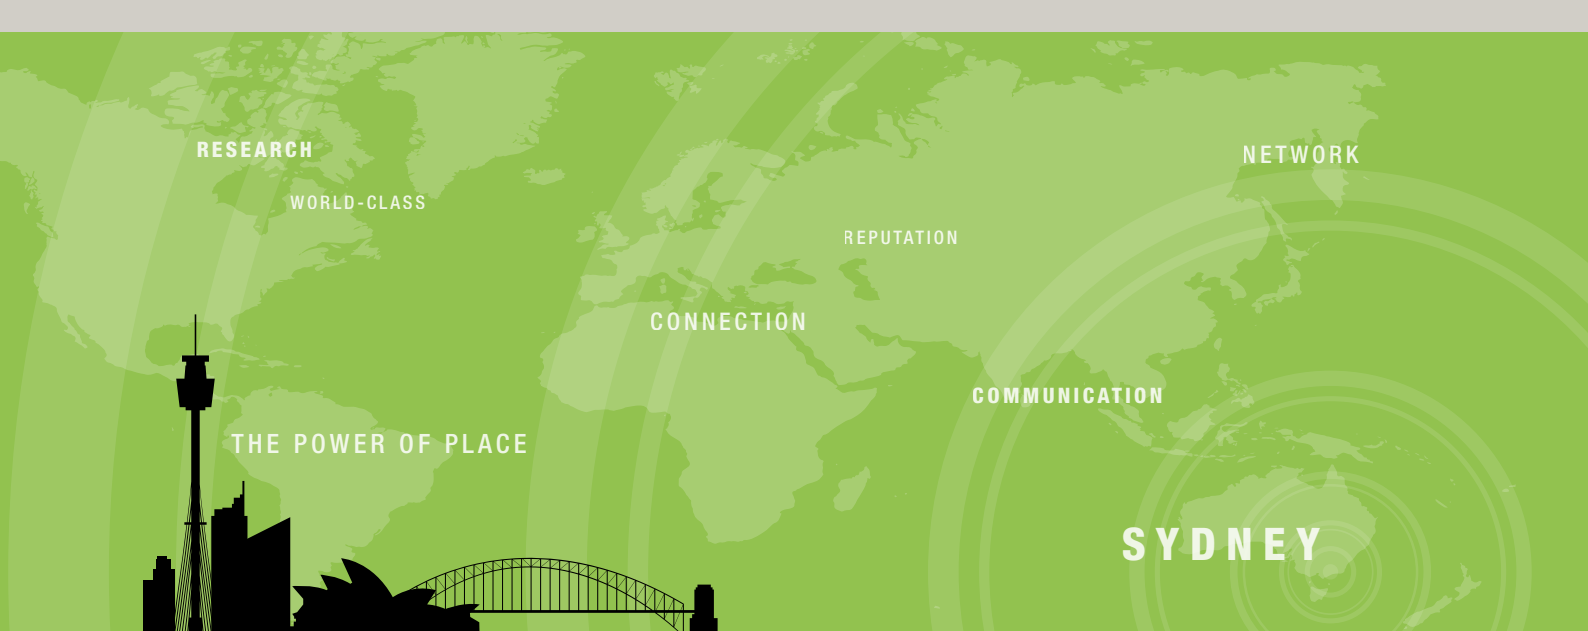 RESEARCH
NETWORK
WORLD-CLASS
REPUTATION
CONNECTION
COMMUNICATION
THE POWER OF PLACE
SYDNEY